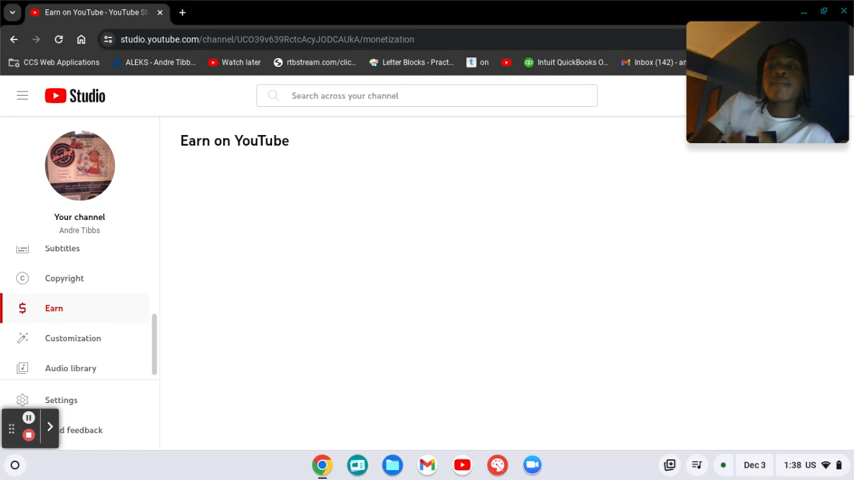 Earn on YouTube - YouTube St
studio.youtube.com/channel/UCO39v639RctcAcyJODCAUkA/monetization
CCS Web Applications
ALEKS - Andre Tibb...
Watch later
rtbstream.com/clic...
Letter Blocks - Pract...
on
Intuit QuickBooks O...
Inbox (142) - an
Studio
Search across your channel
Earn on YouTube
Your channel
Andre Tibbs
Subtitles
Copyright
Earn
Customization
Audio library
Settings
d feedback
Dec 3
1:38 US